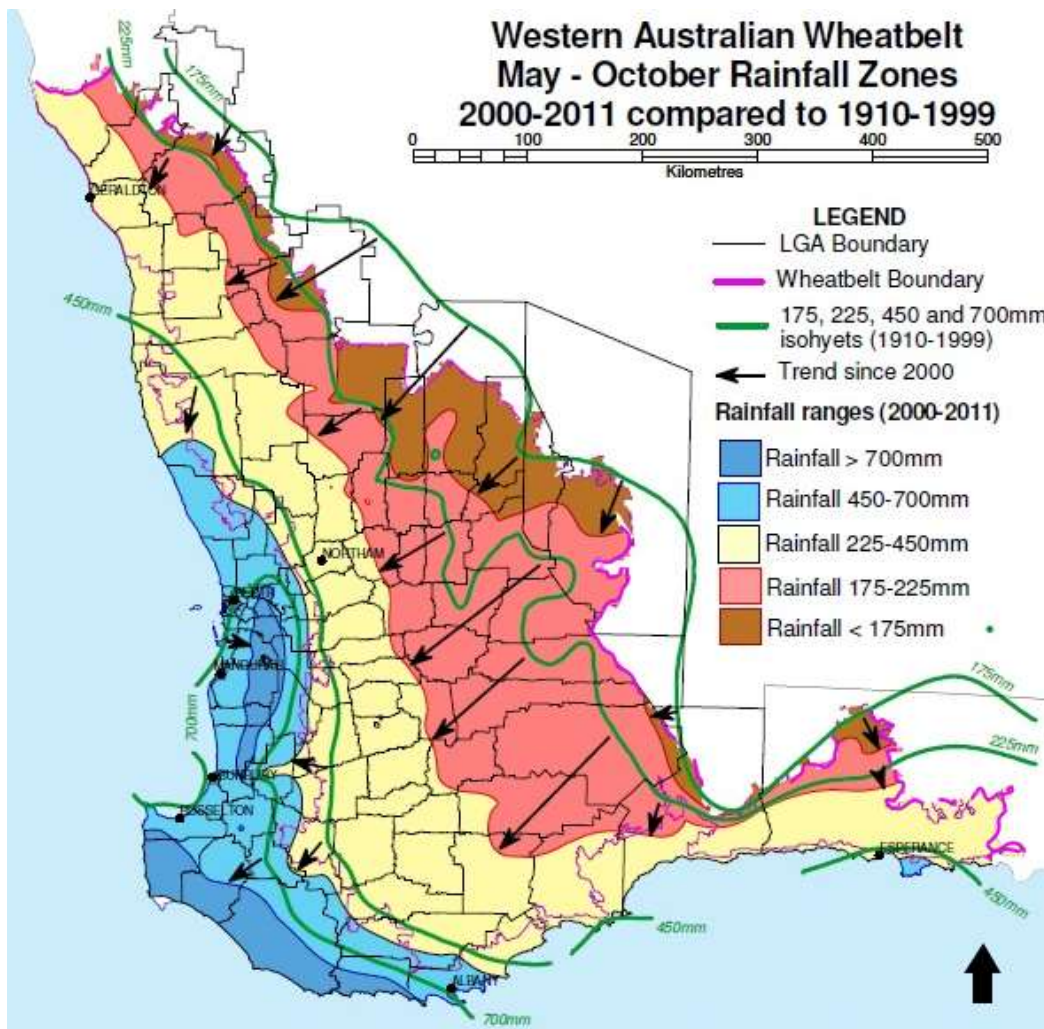 Western Australian Wheatbelt
May - October Rainfall Zones
2000-2011 compared to 1910-1999
0 100 200 300 400 500
Kilometres
LEGEND
LGA Boundary
Wheatbelt Boundary
175, 225, 450 and 700mm
isohyets (1910-1999)
Trend since 2000
Rainfall ranges (2000-2011)
Rainfall > 700mm
Rainfall 450-700mm
Rainfall 225-450mm
Rainfall 175-225mm
Rainfall < 175mm
225mm
175mm
GERALDTON
450mm
NORTHAM
PERTH
MANDURAH
700mm
BUNBURY
BUSSELTON
175mm
225mm
ESPERANCE
450mm
450mm
ALBANY
700mm